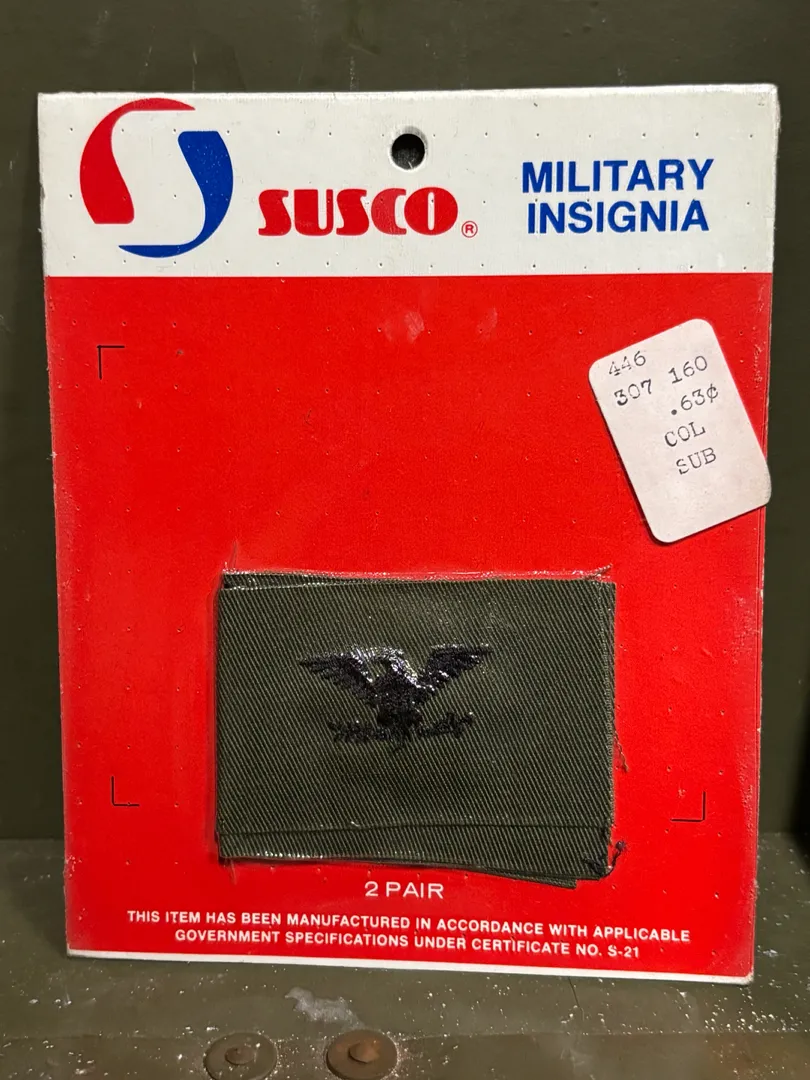 SUSCO®
MILITARY
INSIGNIA
446
307 160
.63¢
COL
SUB
2 PAIR
THIS ITEM HAS BEEN MANUFACTURED IN ACCORDANCE WITH APPLICABLE
GOVERNMENT SPECIFICATIONS UNDER CERTIFICATE NO. S-21